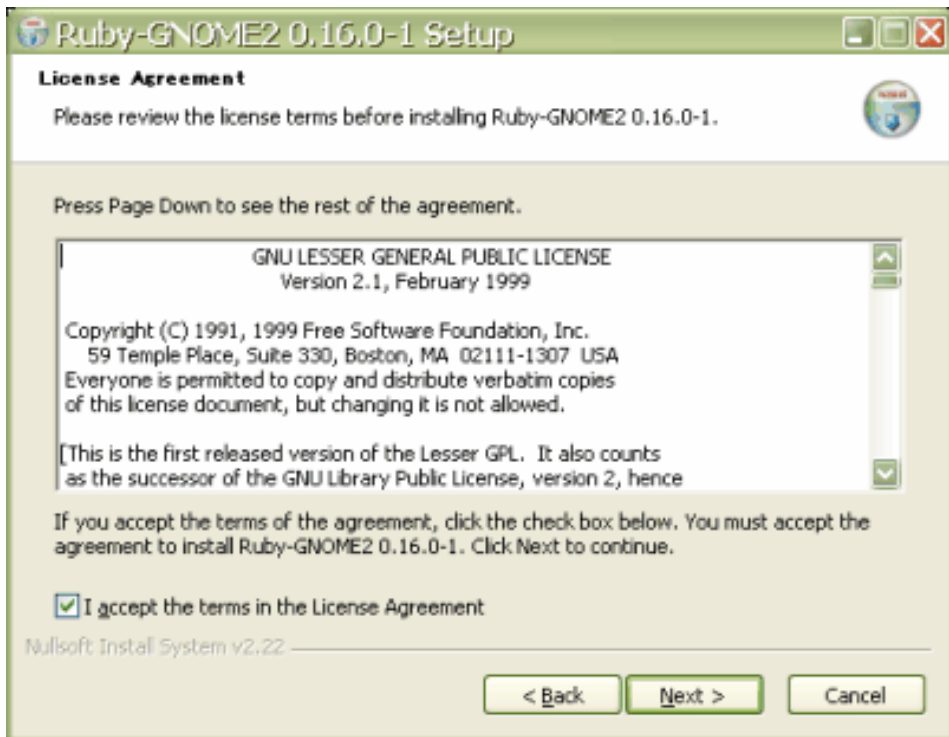 Ruby-GNOME2 0.16.0-1 Setup
License Agreement
Please review the license terms before installing Ruby-GNOME2 0.16.0-1.
Press Page Down to see the rest of the agreement.
GNU LESSER GENERAL PUBLIC LICENSE
Version 2.1, February 1999
Copyright (C) 1991, 1999 Free Software Foundation, Inc.
59 Temple Place, Suite 330, Boston, MA  02111-1307  USA
Everyone is permitted to copy and distribute verbatim copies
of this license document, but changing it is not allowed.
[This is the first released version of the Lesser GPL.  It also counts
as the successor of the GNU Library Public License, version 2, hence
If you accept the terms of the agreement, click the check box below. You must accept the
agreement to install Ruby-GNOME2 0.16.0-1. Click Next to continue.
I accept the terms in the License Agreement
Nullsoft Install System v2.22
< Back
Next >
Cancel